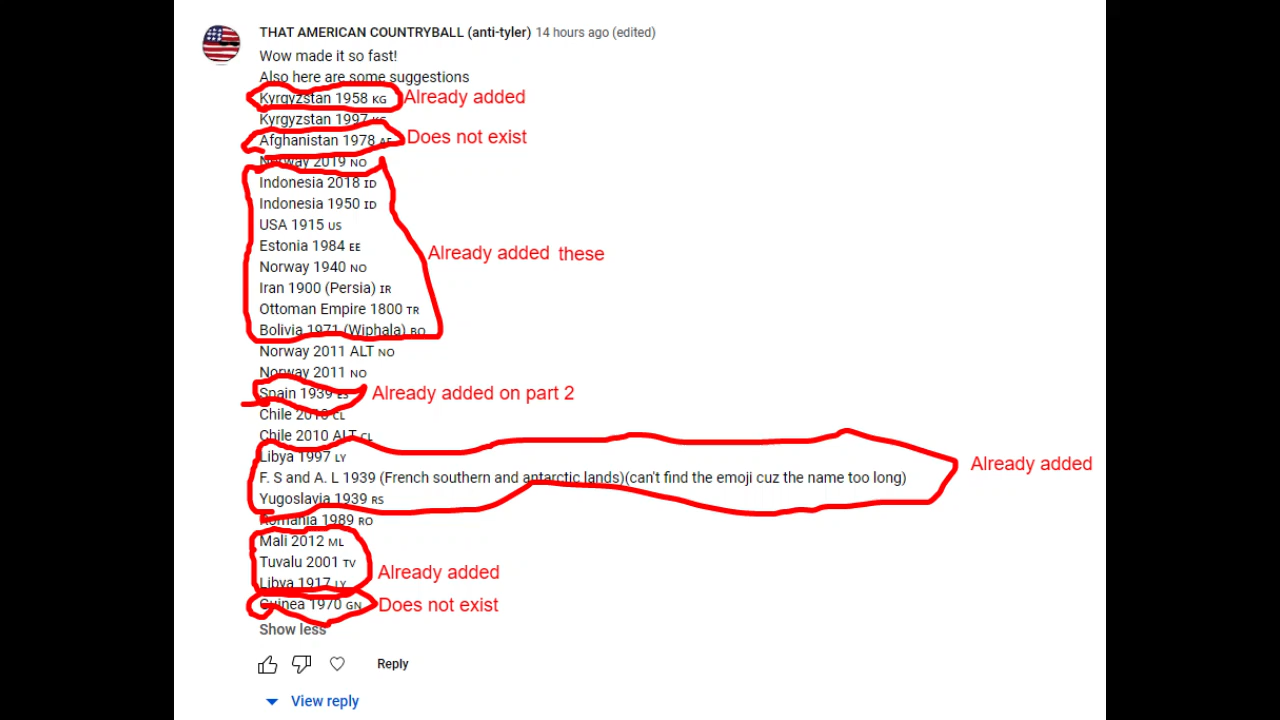 THAT AMERICAN COUNTRYBALL (anti-tyler) 14 hours ago (edited)
Wow made it so fast!
Also here are some suggestions
Kyrgyzstan 1958 KG Already added
Kyrgyzstan 1997 KG
Afghanistan 1978 AF Does not exist
Norway 2019 NO
Indonesia 2018 ID
Indonesia 1950 ID
USA 1915 US
Estonia 1984 EE Already added these
Norway 1940 NO
Iran 1900 (Persia) IR
Ottoman Empire 1800 TR
Bolivia 1971 (Wiphala) BO
Norway 2011 ALT NO
Norway 2011 NO
Spain 1939 ES Already added on part 2
Chile 2010 CL
Chile 2010 ALT CL
Libya 1997 LY Already added
F. S and A. L 1939 (French southern and antarctic lands)(can't find the emoji cuz the name too long)
Yugoslavia 1939 RS
Romania 1989 RO
Mali 2012 ML
Tuvalu 2001 TV Already added
Libya 1917 LY
Guinea 1970 GN Does not exist
Show less
Reply
View reply